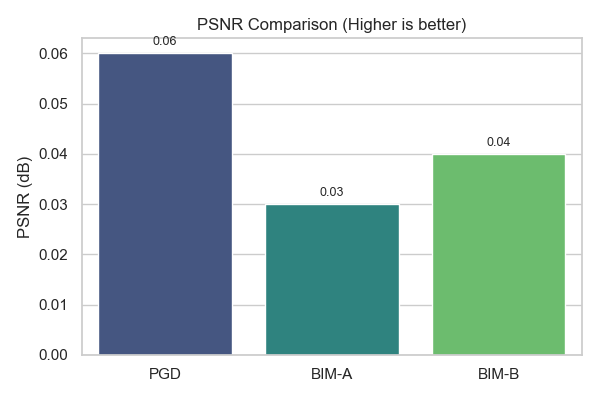 PSNR Comparison (Higher is better)
PSNR (dB)
0.06
0.05
0.04
0.03
0.02
0.01
0.00
0.06
0.03
0.04
PGD
BIM-A
BIM-B